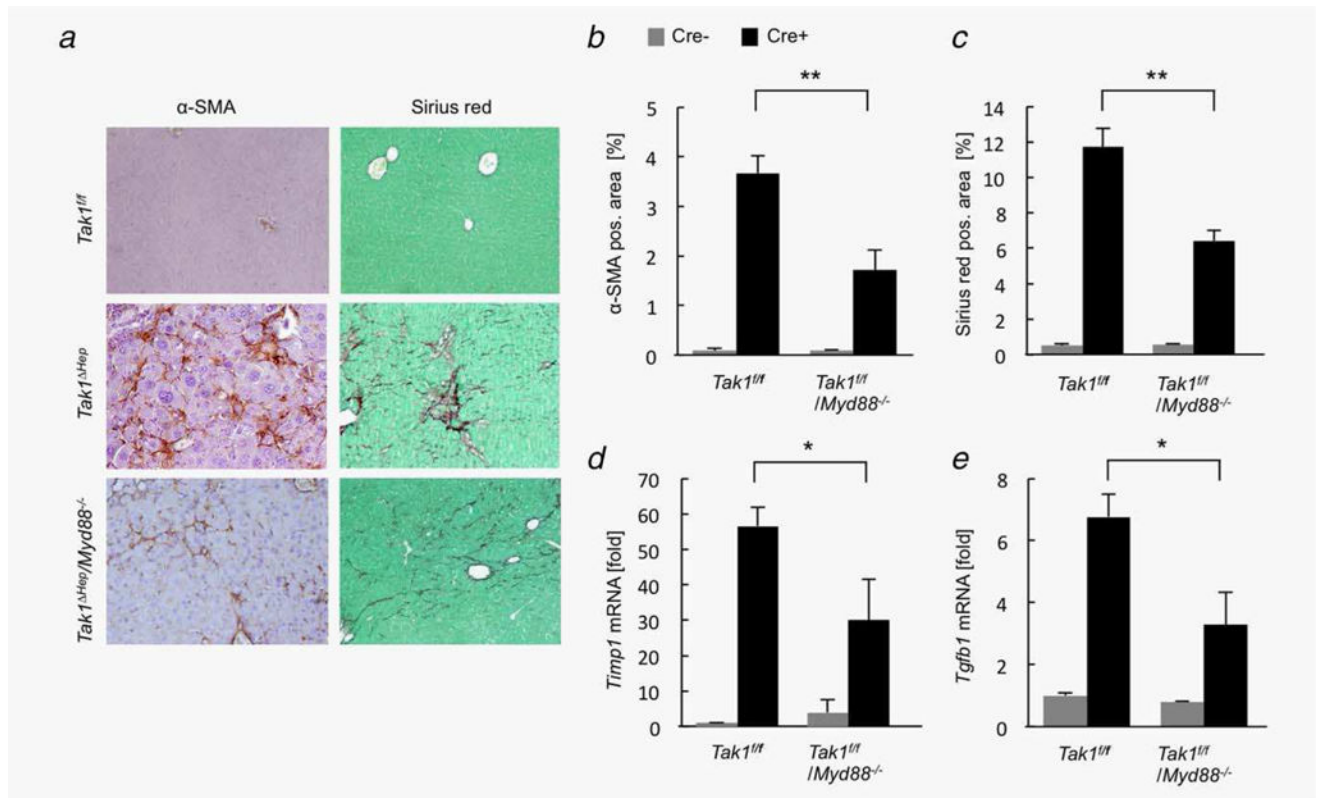 a
α-SMA
Sirius red
Tak1f/f
Tak1ΔHep
Tak1ΔHep/Myd88-/-
Cre-
Cre+
b
**
α-SMA pos. area [%]
5
4
3
2
1
0
Tak1f/f
Tak1f/f
/Myd88-/-
c
**
Sirius red pos. area [%]
14
12
10
8
6
4
2
0
Tak1f/f
Tak1f/f
/Myd88-/-
d
*
Timp1 mRNA [fold]
70
60
50
40
30
20
10
0
Tak1f/f
Tak1f/f
/Myd88-/-
e
*
Tgfb1 mRNA [fold]
8
6
4
2
0
Tak1f/f
Tak1f/f
/Myd88-/-